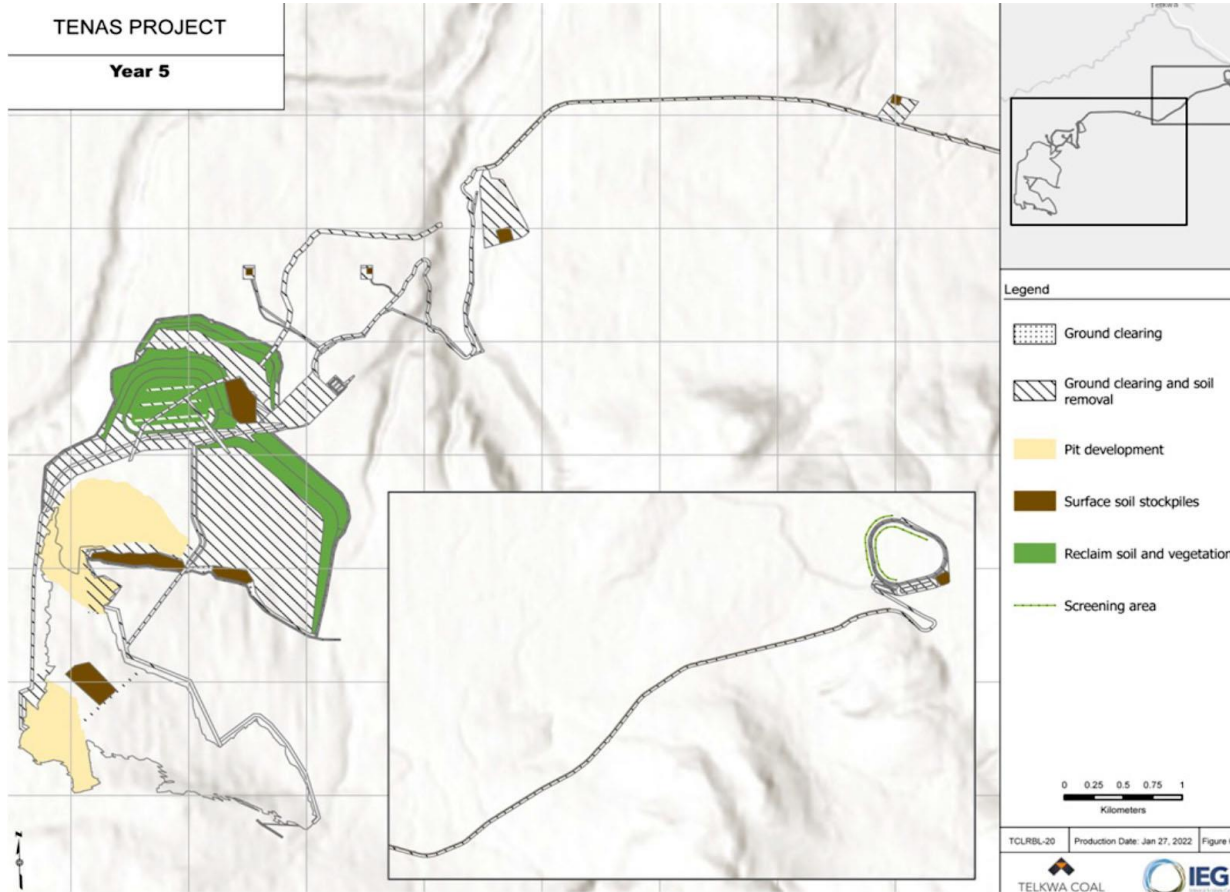 TENAS PROJECT
Year 5
Legend
Ground clearing
Ground clearing and soil
removal
Pit development
Surface soil stockpiles
Reclaim soil and vegetation
Screening area
0 0.25 0.5 0.75 1
Kilometers
TCLRBL-20 Production Date: Jan 27, 2022 Figure
TELKWA COAL
IEG